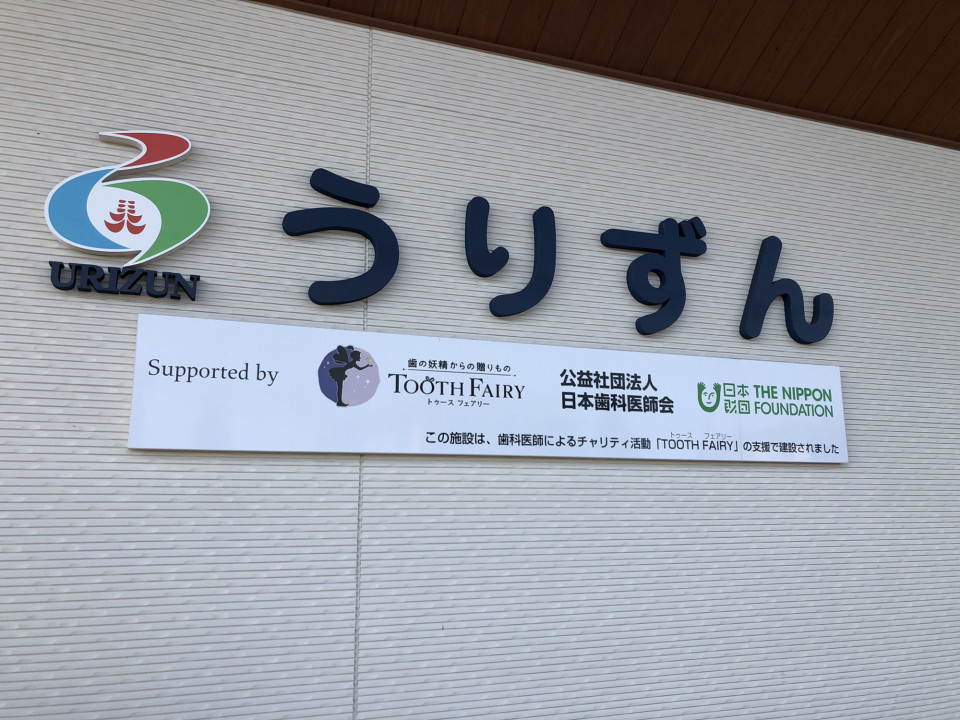 URIZUN
うりずん
Supported by
歯の妖精からの贈りもの
TOOTH FAIRY
トゥース フェアリー
公益社団法人
日本歯科医師会
日本
財団
THE NIPPON
FOUNDATION
トゥース フェアリー
この施設は、歯科医師によるチャリティ活動「TOOTH FAIRY」の支援で建設されました